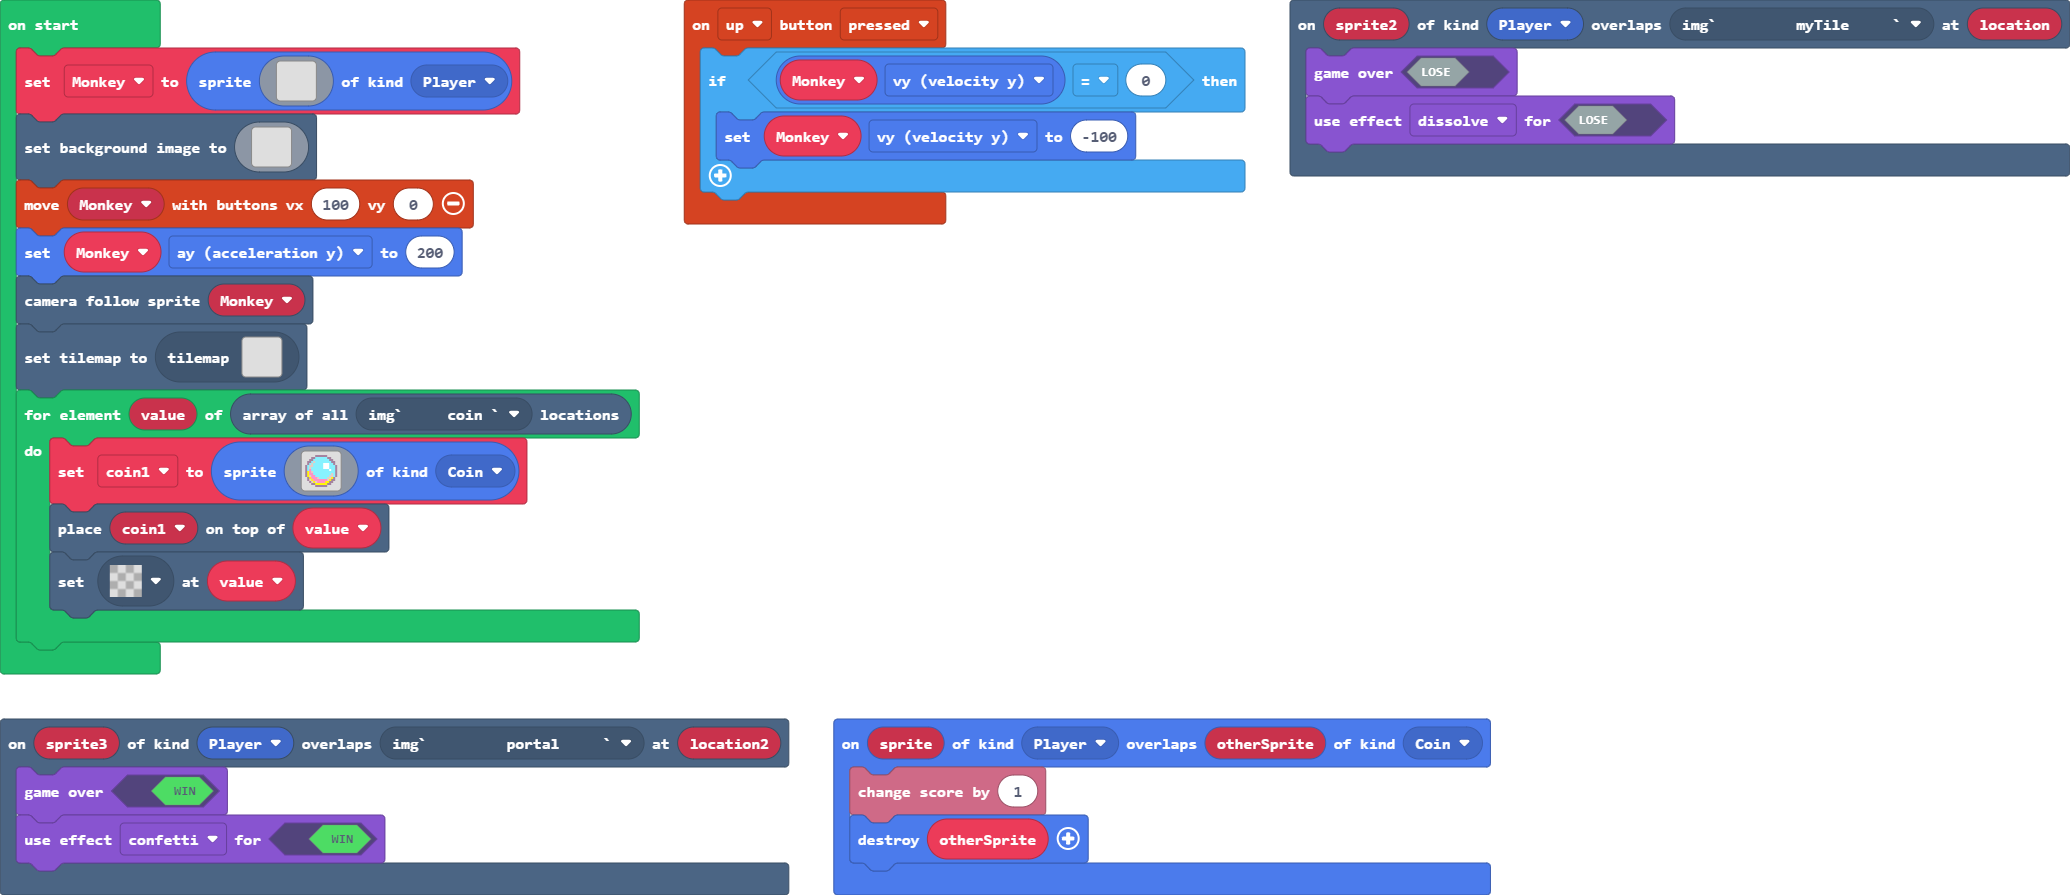 on start
set Monkey to sprite of kind Player
set background image to
move Monkey with buttons vx 100 vy 0
set Monkey ay (acceleration y) to 200
camera follow sprite Monkey
set tilemap to tilemap
for element value of array of all img` coin ` locations
do
set coin1 to sprite of kind Coin
place coin1 on top of value
set at value
on up button pressed
if Monkey vy (velocity y) = 0 then
set Monkey vy (velocity y) to -100
on sprite2 of kind Player overlaps img` myTile ` at location
game over LOSE
use effect dissolve for LOSE
on sprite3 of kind Player overlaps img` portal ` at location2
game over WIN
use effect confetti for WIN
on sprite of kind Player overlaps otherSprite of kind Coin
change score by 1
destroy otherSprite